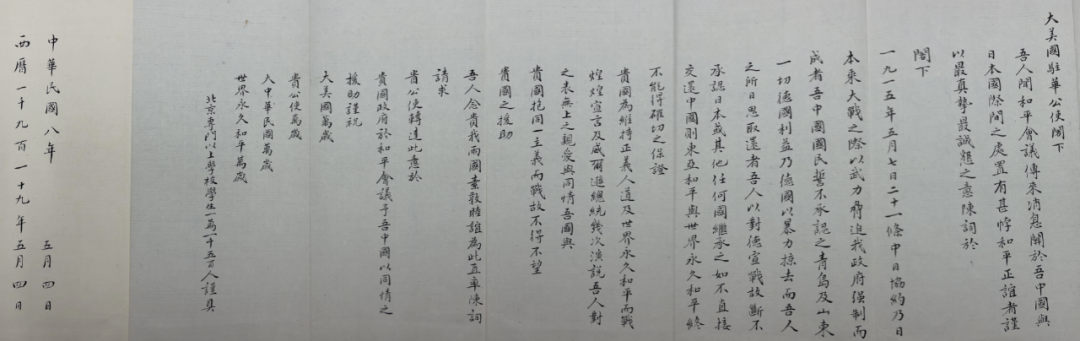 大美國駐華公使閣下
吾人聞和平會議傳來消息關於吾中國與
日本國際間之處置有甚悖和平正誼者謹
以最真摯最誠懇之意陳詞於
閣下
一九一五年五月七日二十一條中日協約乃日
本乘大戰之際以武力脅迫我政府强制而
成者吾中國國民誓不承認之青島及山東
一切德國利益乃德國以暴力掠去而吾人
之所日思取還者吾人以對德宣戰故斷不
承認日本或其他任何國繼承之如不直接
交還中國則東亞和平與世界永久和平終
不能得確切之保證
貴國為維持正義人道及世界永久和平而戰
煌煌宣言及威爾遜總統幾次演說吾人對
之表無上之親愛與同情吾國與
貴國抱同一主義而戰故不得不望
貴國之援助
吾人念貴我兩國素敦睦誼為此直率陳詞
請求
貴公使轉達此意於
貴國政府於和平會議予吾中國以同情之
援助謹祝
大美國萬歲
貴公使萬歲
大中華民國萬歲
世界永久和平萬歲
北京專門以上學校學生一萬一千五百人謹具
中華民國八年 五月四日
西曆一千九百一十九年五月四日